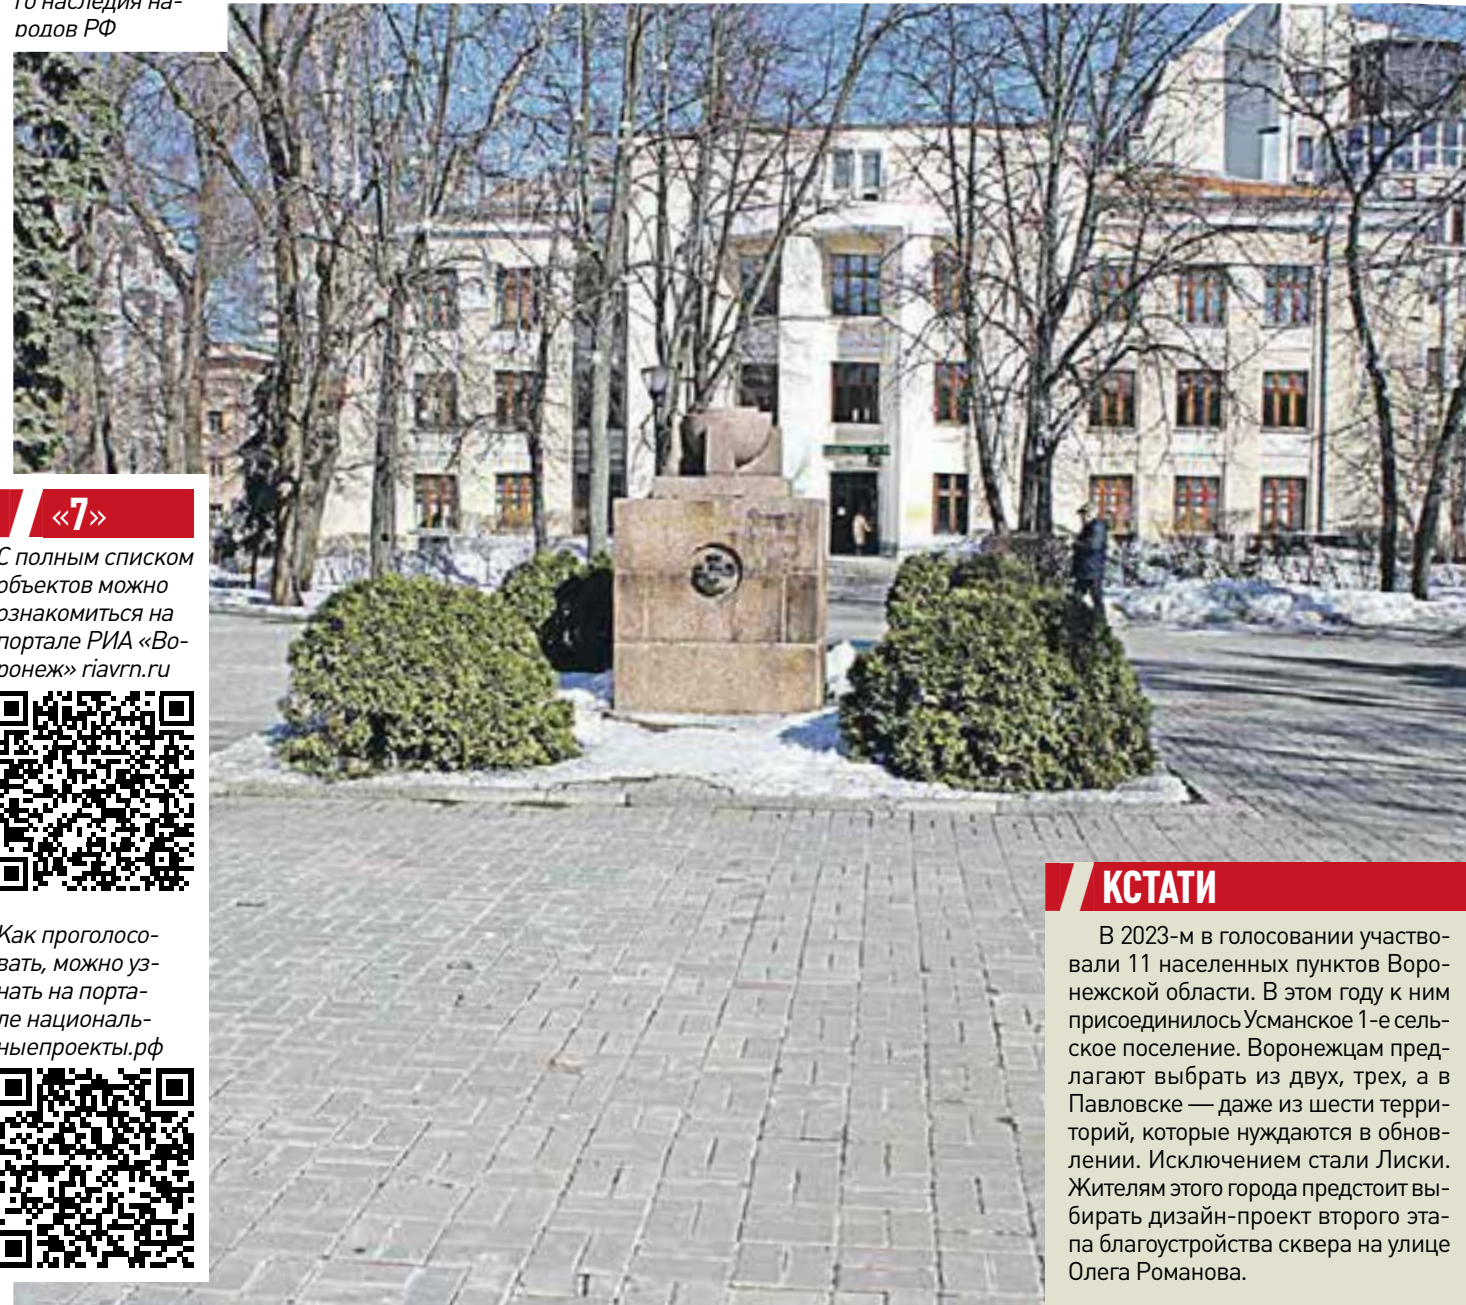 го наследия на-
родов РФ
«7»
С полным списком
объектов можно
ознакомиться на
портале РИА «Во-
ронеж» riavrn.ru
Как проголосо-
вать, можно уз-
нать на порта-
ле националь-
ныепроекты.рф
КСТАТИ
В 2023-м в голосовании участво-
вали 11 населенных пунктов Воро-
нежской области. В этом году к ним
присоединилось Усманское 1-е сель-
ское поселение. Воронежцам пред-
лагают выбрать из двух, трех, а в
Павловске — даже из шести терри-
торий, которые нуждаются в обнов-
лении. Исключением стали Лиски.
Жителям этого города предстоит вы-
бирать дизайн-проект второго эта-
па благоустройства сквера на улице
Олега Романова.